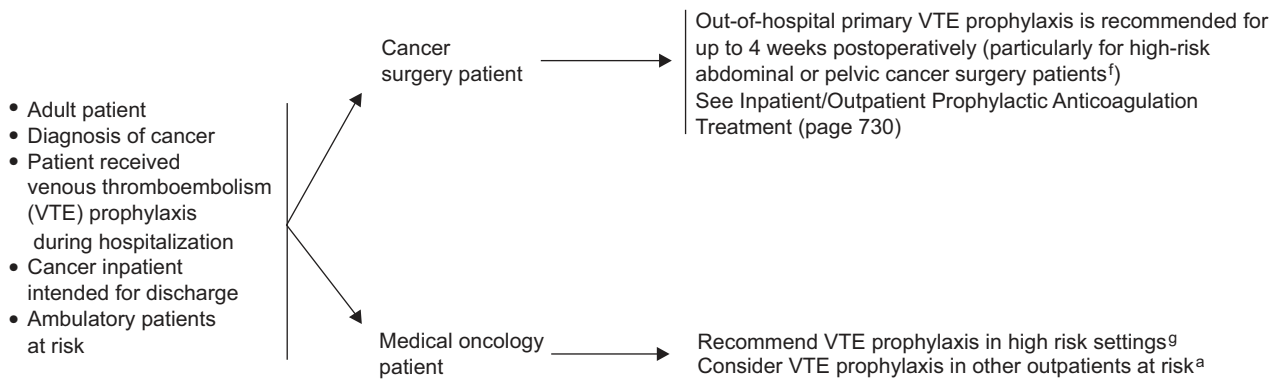 • Adult patient
• Diagnosis of cancer
• Patient received
venous thromboembolism
(VTE) prophylaxis
during hospitalization
• Cancer inpatient
intended for discharge
• Ambulatory patients
at risk
Cancer
surgery patient
Out-of-hospital primary VTE prophylaxis is recommended for
up to 4 weeks postoperatively (particularly for high-risk
abdominal or pelvic cancer surgery patientsᶠ)
See Inpatient/Outpatient Prophylactic Anticoagulation
Treatment (page 730)
Medical oncology
patient
Recommend VTE prophylaxis in high risk settingsᵍ
Consider VTE prophylaxis in other outpatients at riskᵃ